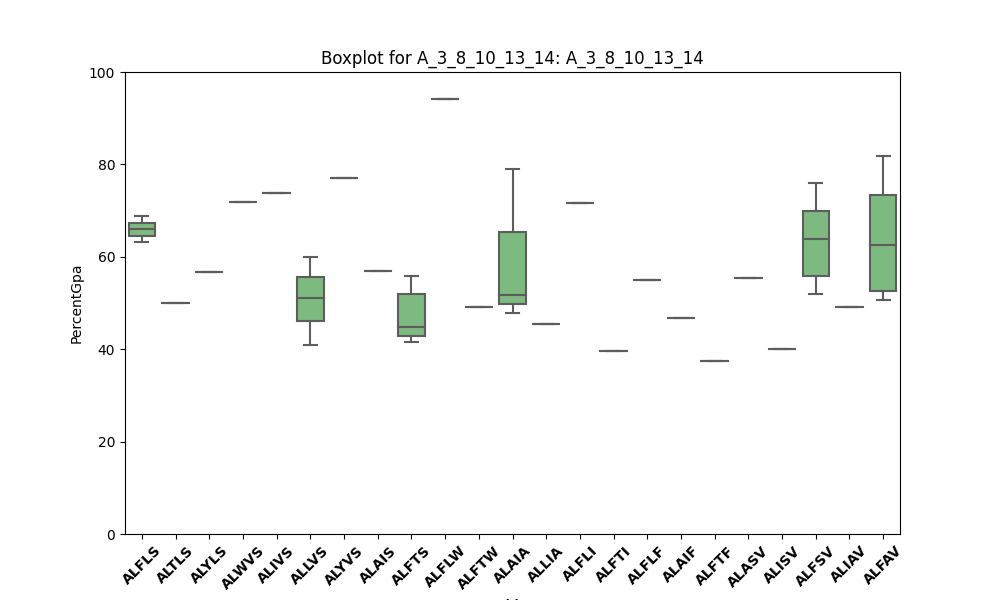 Boxplot for A_3_8_10_13_14: A_3_8_10_13_14
100
80
60
40
20
0
PercentGpa
ALFLS
ALTLS
ALYLS
ALWVS
ALIVS
ALLVS
ALYVS
ALAIS
ALFTS
ALFLW
ALFTW
ALAIA
ALLIA
ALFLI
ALFTI
ALFLF
ALAIF
ALFTF
ALASV
ALISV
ALFSV
ALIAV
ALFAV